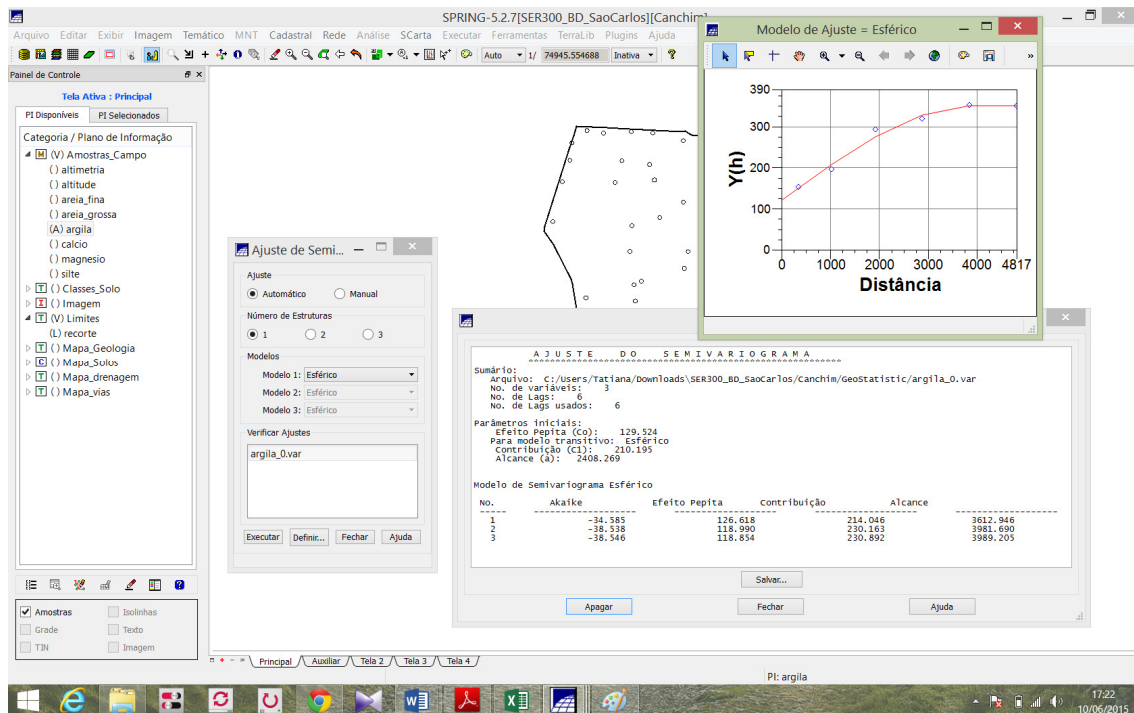 SPRING-5.2.7[SER300_BD_SaoCarlos][Canchim]
Arquivo Editar Exibir Imagem Temático MNT Cadastral Rede Análise SCarta Executar Ferramentas TerraLib Plugins Ajuda
Auto 1/ 74945.554688 Inativa
Painel de Controle
Tela Ativa : Principal
PI Disponíveis PI Selecionados
Categoria / Plano de Informação
M (V) Amostras_Campo
() altimetria
() altitude
() areia_fina
() areia_grossa
(A) argila
() calcio
() magnesio
() silte
T () Classes_Solo
I () Imagem
T (V) Limites
(L) recorte
T () Mapa_Geologia
C () Mapa_Solos
T () Mapa_drenagem
T () Mapa_vias
Amostras Isolinhas
Grade Texto
TIN Imagem
Ajuste de Semi...
Ajuste
Automático Manual
Número de Estruturas
1 2 3
Modelos
Modelo 1: Esférico
Modelo 2: Esférico
Modelo 3: Esférico
Verificar Ajustes
argila_0.var
Executar Definir... Fechar Ajuda
Modelo de Ajuste = Esférico
390
300
200
100
0
Y(h)
0 1000 2000 3000 4000 4817
Distância
A J U S T E D O S E M I V A R I O G R A M A
Sumário:
Arquivo: C:/Users/Tatiana/Downloads\SER300_BD_SaoCarlos/Canchim/GeoStatistic/argila_0.var
No. de variáveis: 3
No. de Lags: 6
No. de Lags usados: 6
Parâmetros iniciais:
Efeito Pepita (Co): 129.524
Para modelo transitivo: Esférico
Contribuição (C1): 210.195
Alcance (a): 2408.269
Modelo de Semivariograma Esférico
No. Akaike Efeito Pepita Contribuição Alcance
1 -34.585 126.618 214.046 3612.946
2 -38.538 118.990 230.163 3981.690
3 -38.546 118.854 230.892 3989.205
Salvar...
Apagar Fechar Ajuda
Principal Auxiliar Tela 2 Tela 3 Tela 4
PI: argila
17:22
10/06/2015